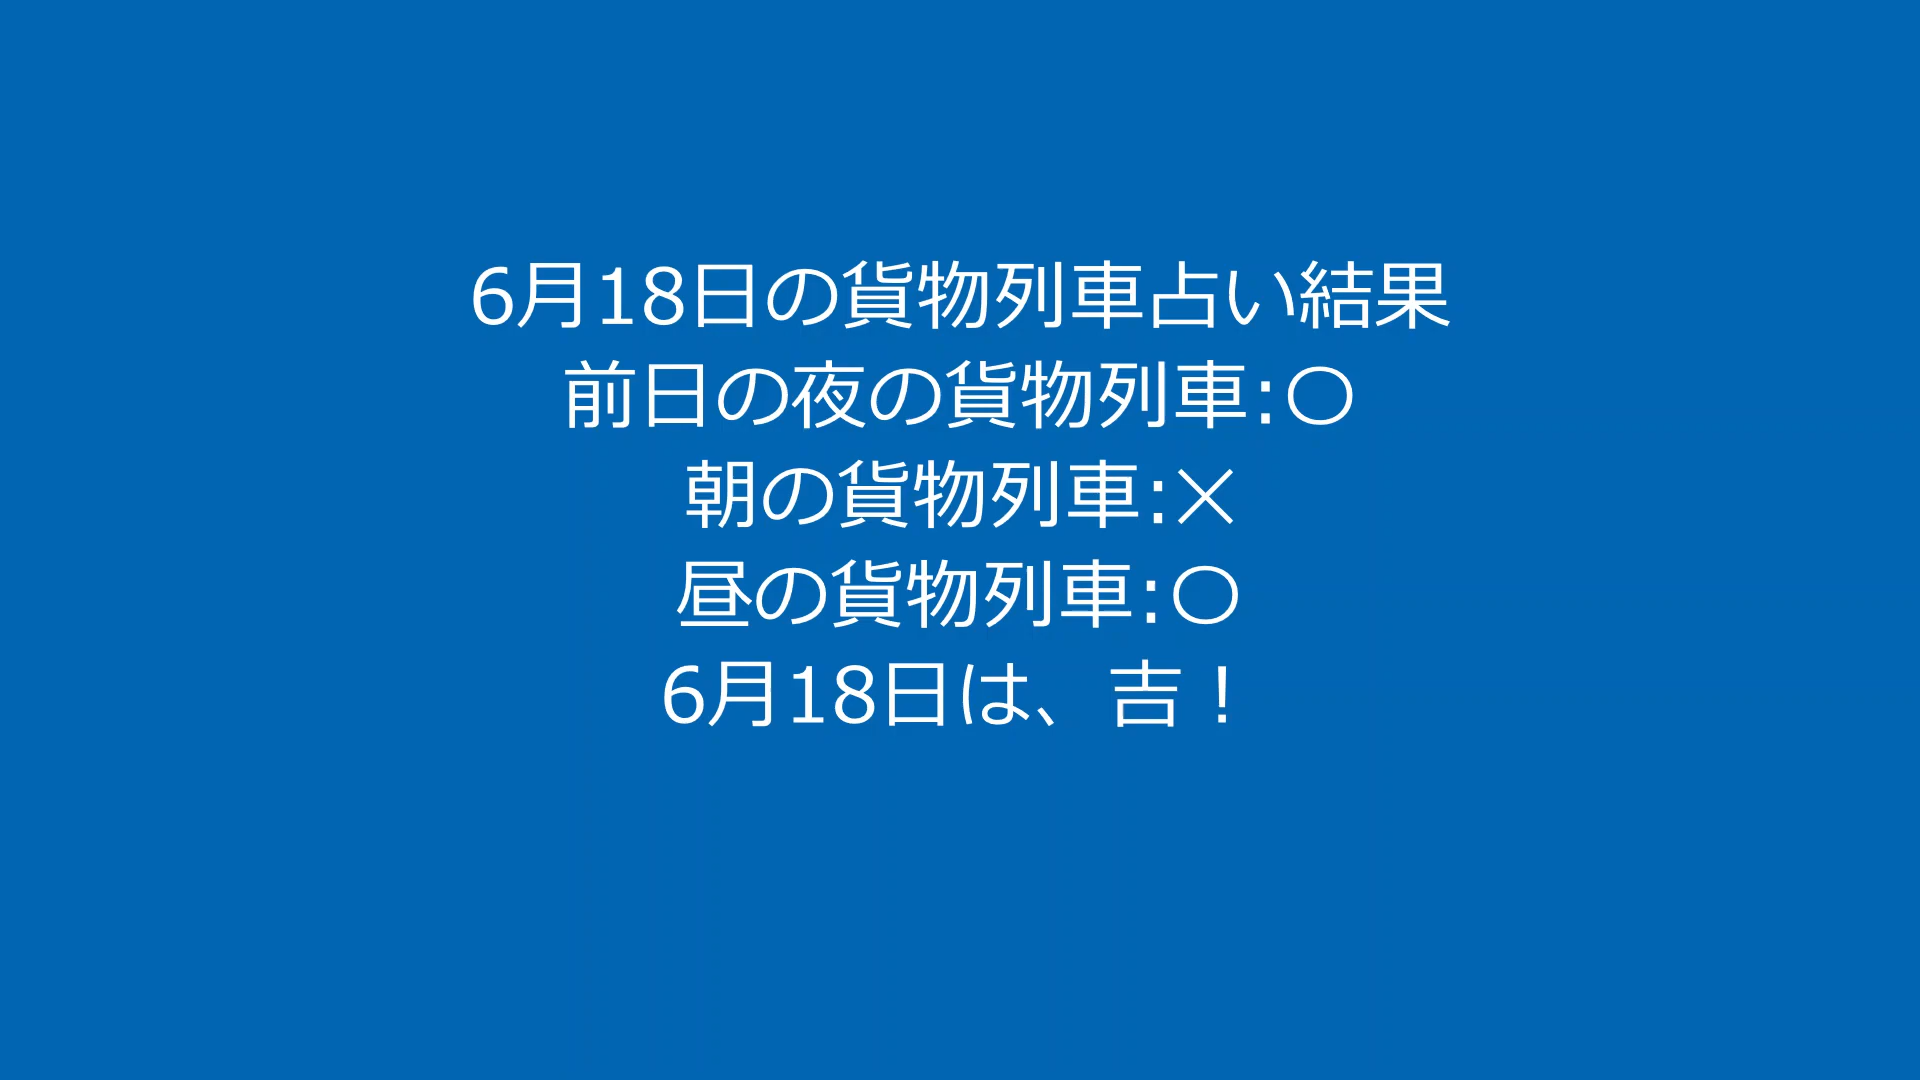 6月18日の貨物列車占い結果
前日の夜の貨物列車:○
朝の貨物列車:×
昼の貨物列車:○
6月18日は、吉！